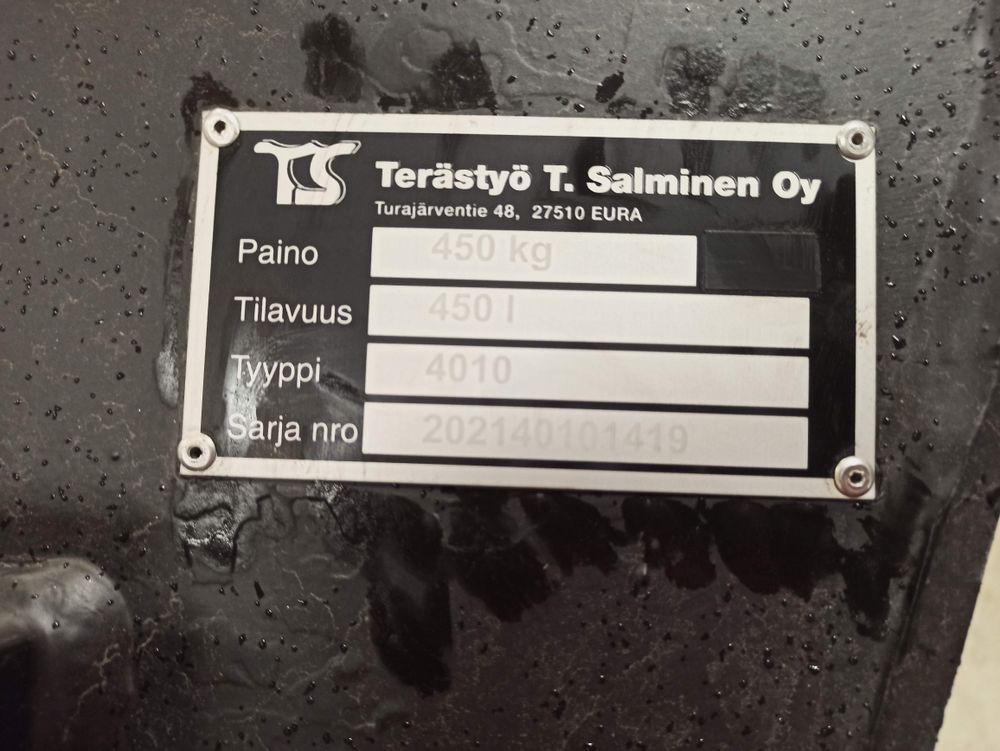 TS
Terästyö T. Salminen Oy
Turajärventie 48, 27510 EURA
Paino 450 kg
Tilavuus 450 l
Tyyppi 4010
Sarja nro 202140101419